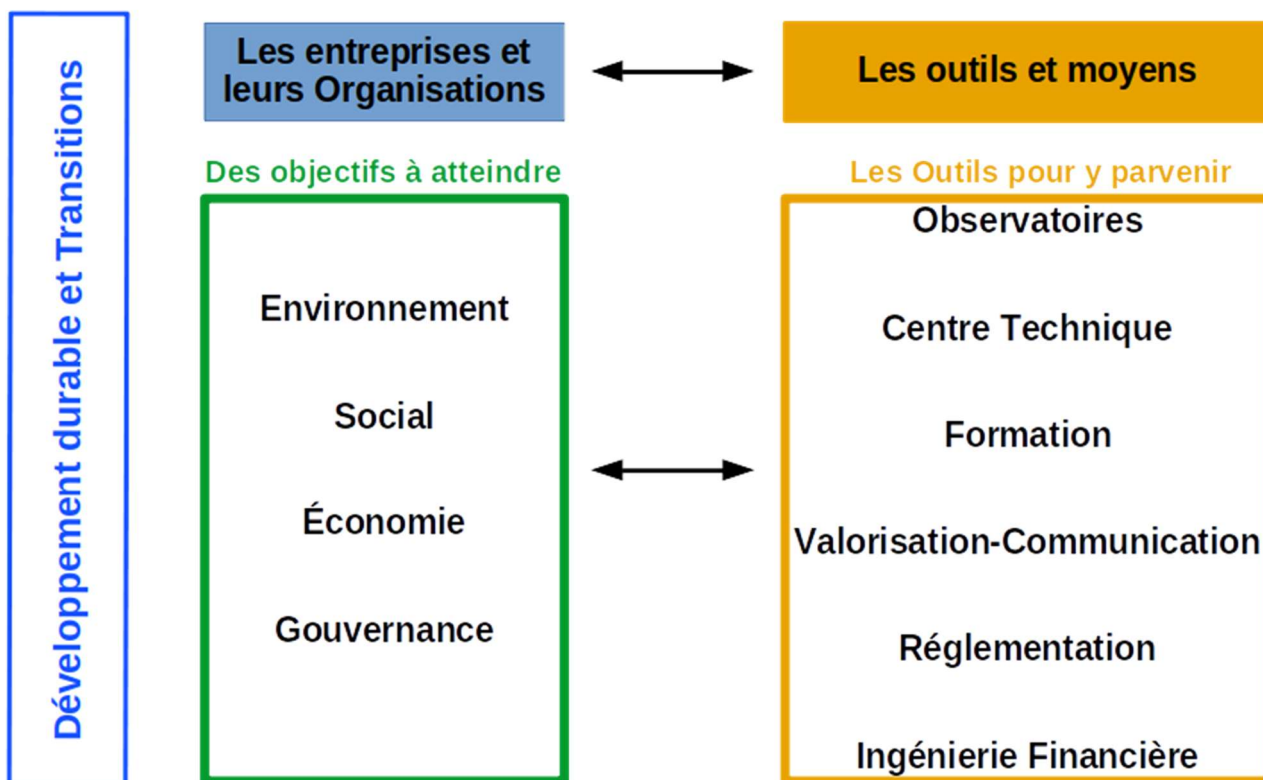 Développement durable et Transitions
Les entreprises et
leurs Organisations
Les outils et moyens
Des objectifs à atteindre
Les Outils pour y parvenir
Environnement
Social
Économie
Gouvernance
Observatoires
Centre Technique
Formation
Valorisation-Communication
Réglementation
Ingénierie Financière